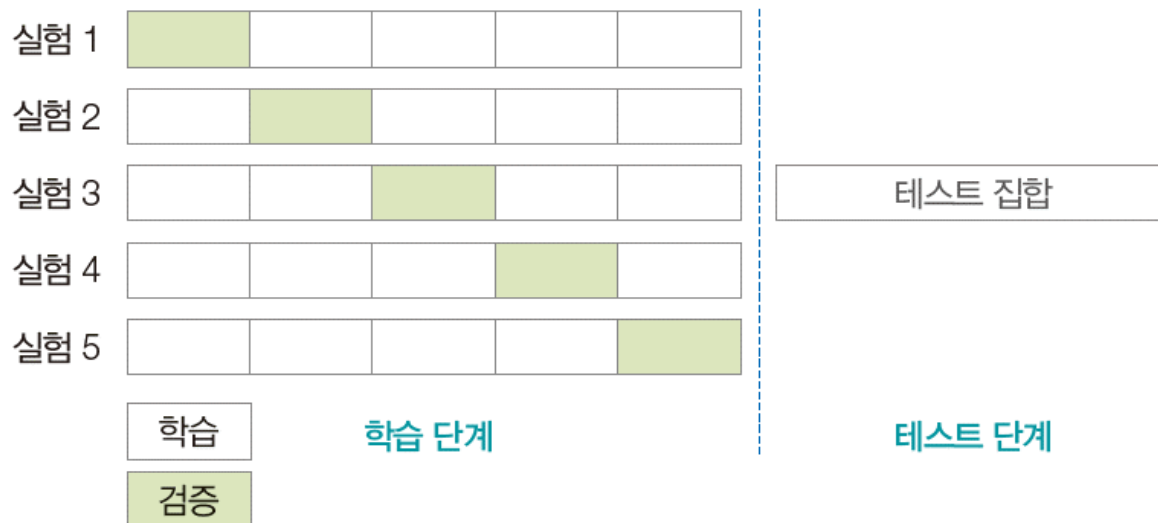 실험 1
실험 2
실험 3
테스트 집합
실험 4
실험 5
학습
학습 단계
테스트 단계
검증